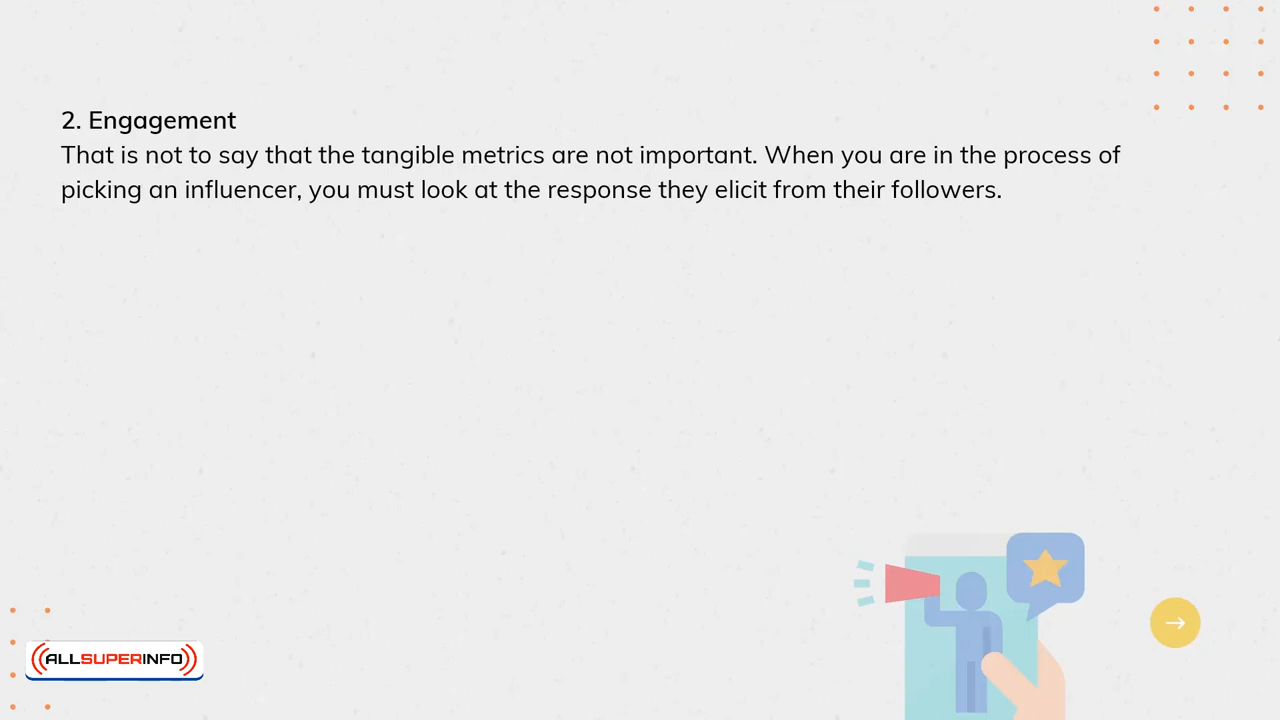 2. Engagement
That is not to say that the tangible metrics are not important. When you are in the process of
picking an influencer, you must look at the response they elicit from their followers.
ALLSUPERINFO